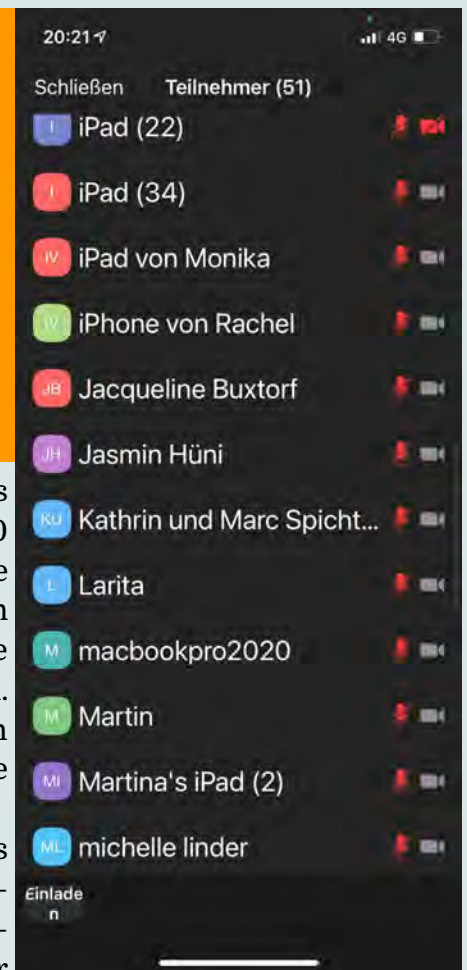 20:21
4G
Schließen Teilnehmer (51)
I iPad (22)
I iPad (34)
IV iPad von Monika
IV iPhone von Rachel
JB Jacqueline Buxtorf
JH Jasmin Hüni
KU Kathrin und Marc Spicht...
L Larita
M macbookpro2020
M Martin
MI Martina's iPad (2)
ML michelle linder
Einlade
n